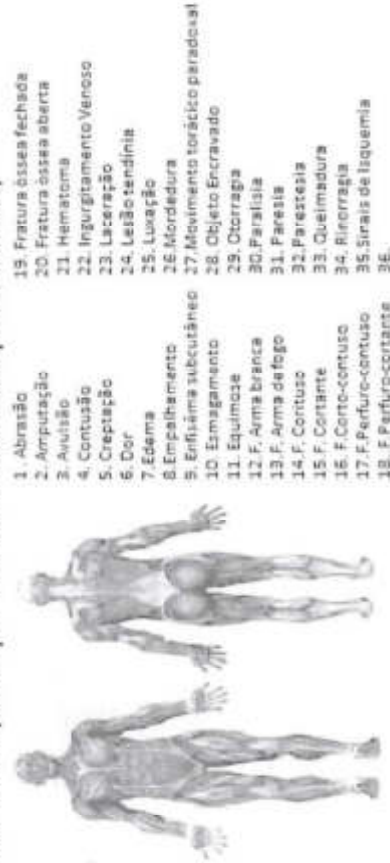 1. Abrasão
2. Amputação
3. Avulsão
4. Contusão
5. Creptação
6. Dor
7. Edema
8. Empalhamento
9. Enfisema subcutâneo
10. Esmagamento
11. Equimose
12. F. Arma branca
13. F. Arma de fogo
14. F. Contuso
15. F. Cortante
16. F. Corto-contuso
17. F. Perfuro-contuso
18. F. Perfuro-cortante
19. Fratura óssea fechada
20. Fratura óssea aberta
21. Hematoma
22. Ingurgitamento Venoso
23. Laceração
24. Lesão tendínia
25. Luxação
26. Mordedura
27. Movimento torácico paradoxal
28. Objeto Encravado
29. Otorragia
30. Paralisia
31. Paresia
32. Parestesia
33. Queimadura
34. Rinorragia
35. Sinais de Isquemia
36.